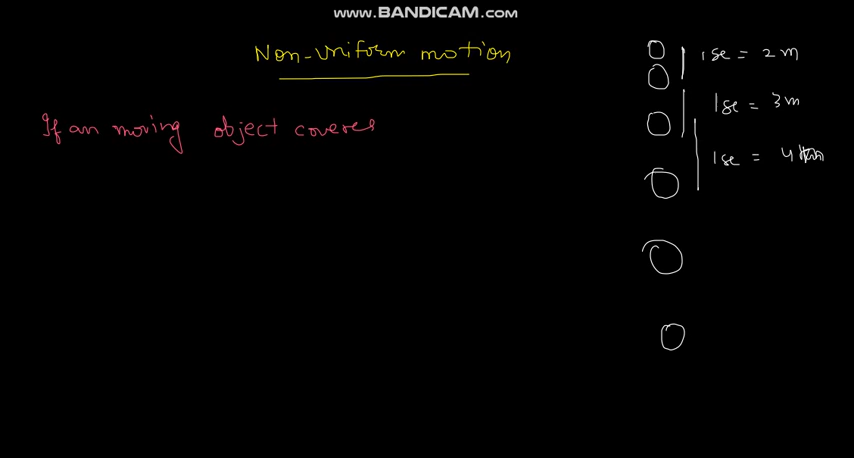 www.BANDICAM.com
Non-uniform motion
1 se = 2 m
1 se = 3 m
If an moving object coveres
1 se = 4